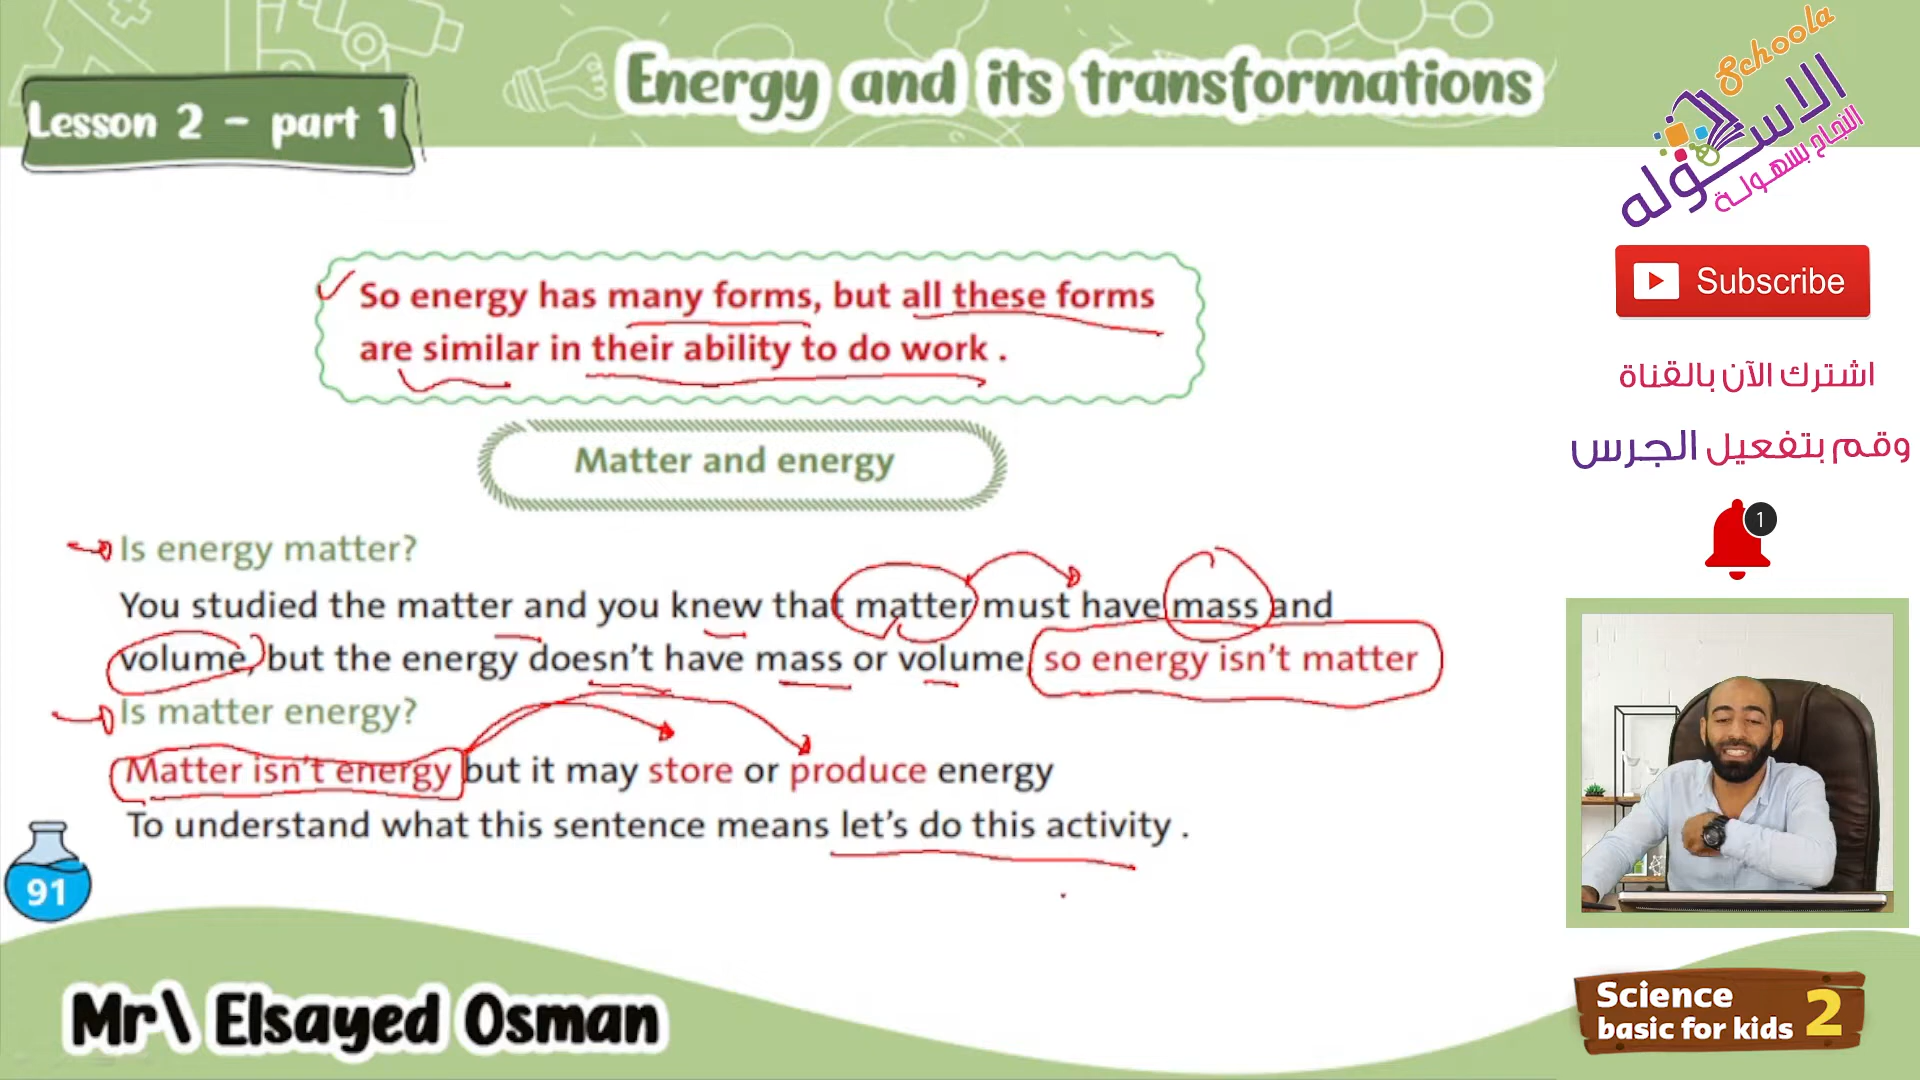 Energy and its transformations
Lesson 2 - part 1
Schoola
الاسكوله
النجاح بسهولة
Subscribe
اشترك الآن بالقناة
وقم بتفعيل الجرس
1
So energy has many forms, but all these forms
are similar in their ability to do work .
Matter and energy
Is energy matter?
You studied the matter and you knew that matter must have mass and
volume, but the energy doesn't have mass or volume, so energy isn't matter
Is matter energy?
Matter isn't energy but it may store or produce energy
To understand what this sentence means let's do this activity .
91
Mr\ Elsayed Osman
Science
basic for kids 2